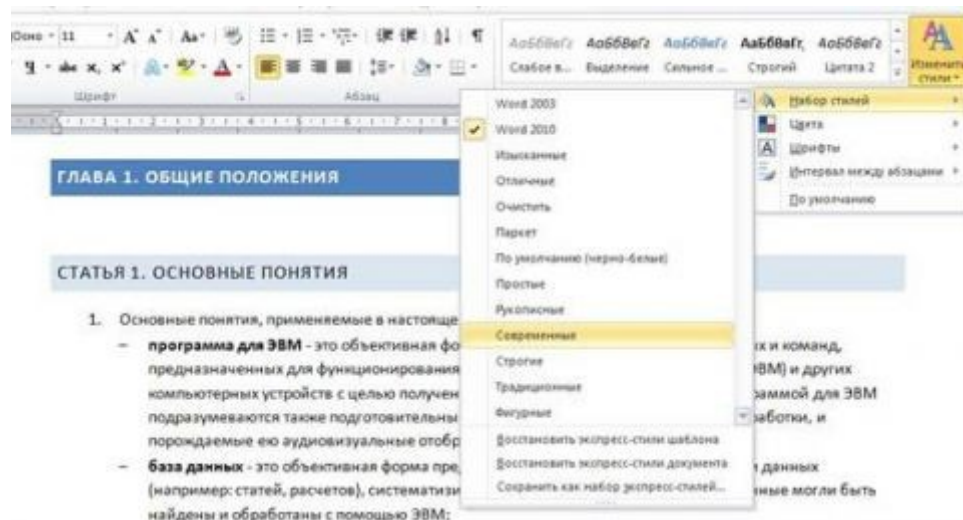 11
АаБбВвГг АаБбВвГг АаБбВвГг АаБбВвГг, АаБбВвГг
Слабое в... Выделение Сильное ... Строгий Цитата 2
Изменить стили
Шрифт
Абзац
Набор стилей
Цвета
Шрифты
Интервал между абзацами
По умолчанию
Word 2003
Word 2010
Изысканные
Отличные
Очистить
Паркет
По умолчанию (черно-белые)
Простые
Рукописные
Современные
Строгие
Традиционные
Фигурные
Восстановить экспресс-стили шаблона
Восстановить экспресс-стили документа
Сохранить как набор экспресс-стилей...
ГЛАВА 1. ОБЩИЕ ПОЛОЖЕНИЯ
СТАТЬЯ 1. ОСНОВНЫЕ ПОНЯТИЯ
1. Основные понятия, применяемые в настояще
– программа для ЭВМ - это объективная фо х и команд,
предназначенных для функционирования ЭВМ) и других
компьютерных устройств с целью получен раммой для ЭВМ
подразумеваются также подготовительны работки, и
порождаемые ею аудиовизуальные отобр
– база данных - это объективная форма пре данных
(например: статей, расчетов), систематизи ные могли быть
найдены и обработаны с помощью ЭВМ;